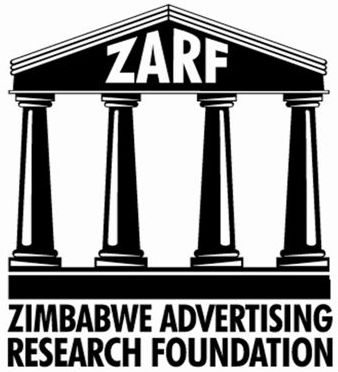 ZARF
ZIMBABWE ADVERTISING
RESEARCH FOUNDATION